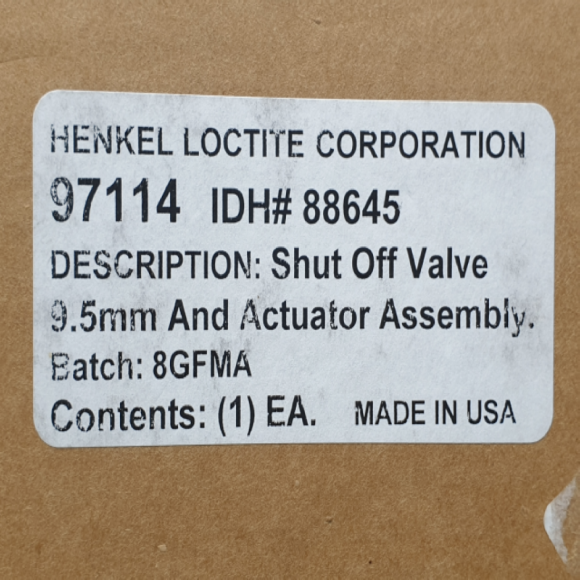 HENKEL LOCTITE CORPORATION
97114 IDH# 88645
DESCRIPTION: Shut Off Valve
9.5mm And Actuator Assembly.
Batch: 8GFMA
Contents: (1) EA. MADE IN USA